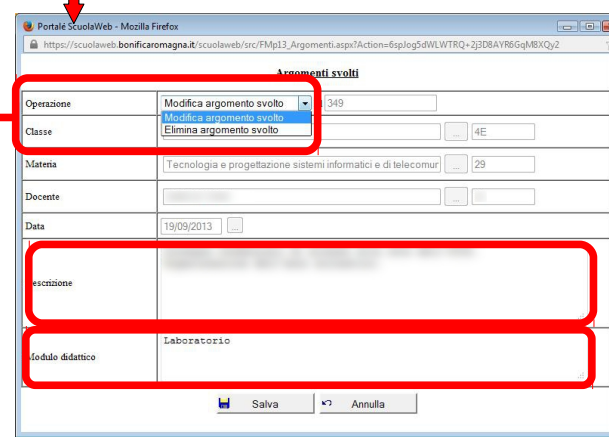 Portale ScuolaWeb - Mozilla Firefox
https://scuolaweb.bonificaromagna.it/scuolaweb/src/FMp13_Argomenti.aspx?Action=6spJog5dWLWTRQ+2j3D8AYR6GqM8XQy2
Argomenti svolti
Operazione Modifica argomento svolto 349
Modifica argomento svolto
Elimina argomento svolto
Classe ... 4E
Materia Tecnologia e progettazione sistemi informatici e di telecomur ... 29
Docente ...
Data 19/09/2013 ...
Descrizione
Modulo didattico Laboratorio
Salva Annulla